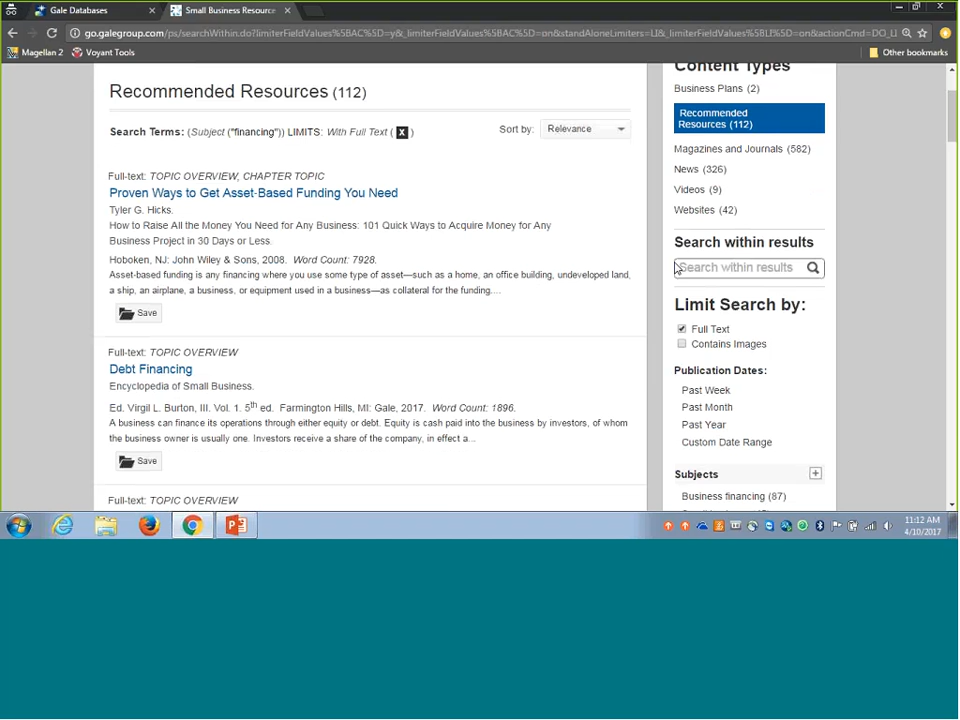 Gale Databases
Small Business Resource
go.galegroup.com/ps/searchWithin.do?limiterFieldValues%5BAC%5D=y&_limiterFieldValues%5BAC%5D=on&standAloneLimiters=LI&_limiterFieldValues%5BLI%5D=on&actionCmd=DO_LI
Magellan 2
Voyant Tools
Other bookmarks
Recommended Resources (112)
Search Terms: (Subject ("financing")) LIMITS: With Full Text ( X )
Sort by:
Relevance
Full-text: TOPIC OVERVIEW, CHAPTER TOPIC
Proven Ways to Get Asset-Based Funding You Need
Tyler G. Hicks.
How to Raise All the Money You Need for Any Business: 101 Quick Ways to Acquire Money for Any
Business Project in 30 Days or Less.
Hoboken, NJ: John Wiley & Sons, 2008. Word Count: 7928.
Asset-based funding is any financing where you use some type of asset—such as a home, an office building, undeveloped land,
a ship, an airplane, a business, or equipment used in a business—as collateral for the funding....
Save
Full-text: TOPIC OVERVIEW
Debt Financing
Encyclopedia of Small Business.
Ed. Virgil L. Burton, III. Vol. 1. 5th ed. Farmington Hills, MI: Gale, 2017. Word Count: 1896.
A business can finance its operations through either equity or debt. Equity is cash paid into the business by investors, of whom
the business owner is usually one. Investors receive a share of the company, in effect a...
Save
Full-text: TOPIC OVERVIEW
Content Types
Business Plans (2)
Recommended
Resources (112)
Magazines and Journals (582)
News (326)
Videos (9)
Websites (42)
Search within results
Search within results
Limit Search by:
Full Text
Contains Images
Publication Dates:
Past Week
Past Month
Past Year
Custom Date Range
Subjects
Business financing (87)
11:12 AM
4/10/2017